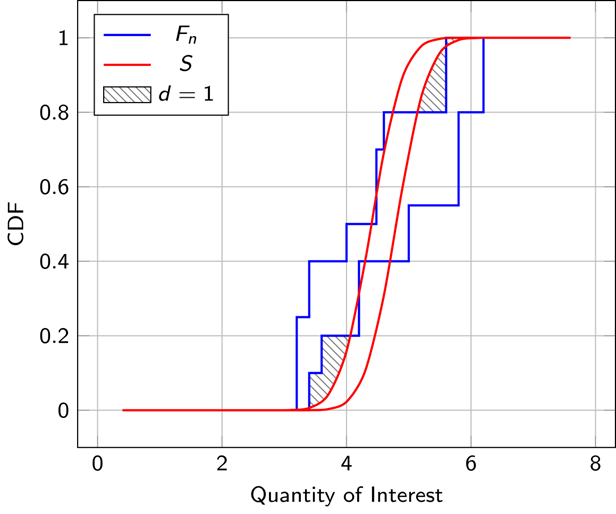 Fₙ
S
d = 1
1
0.8
0.6
0.4
0.2
0
CDF
0 2 4 6 8
Quantity of Interest